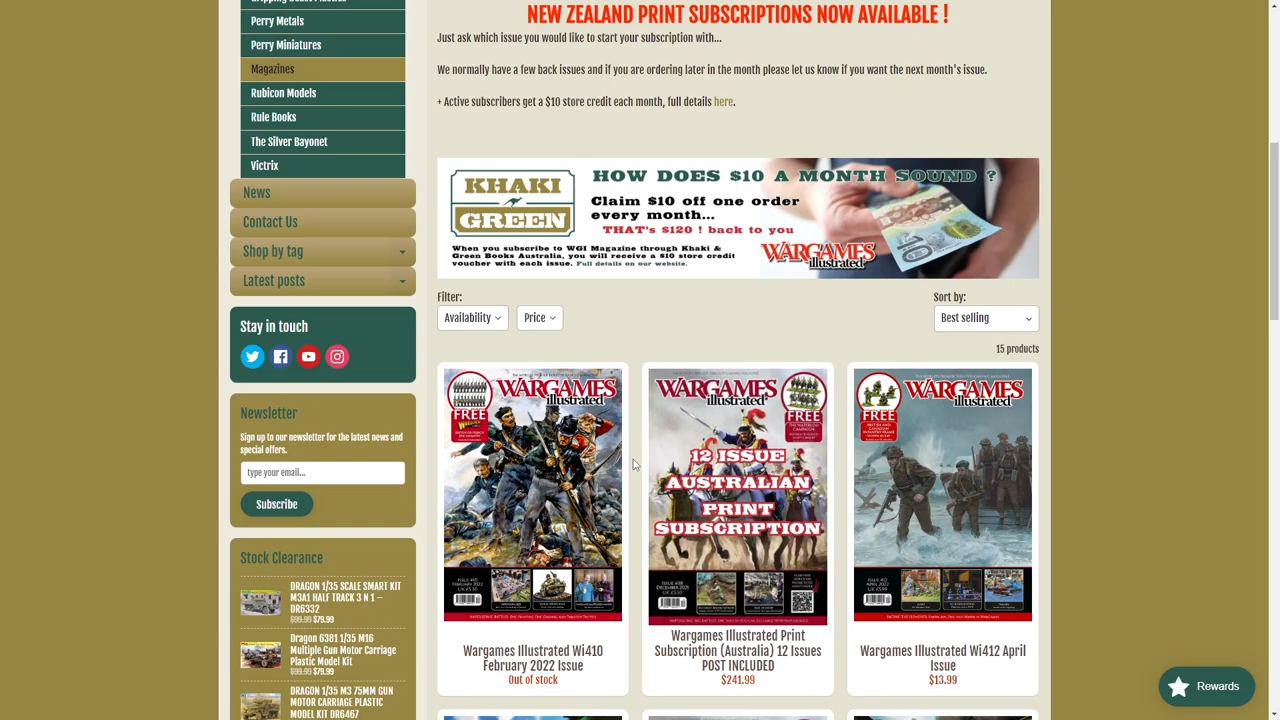 Perry Metals
Perry Miniatures
Magazines
Rubicon Models
Rule Books
The Silver Bayonet
Victrix
News
Contact Us
Shop by tag
Latest posts
Stay in touch
Newsletter
Sign up to our newsletter for the latest news and
special offers.
type your email...
Subscribe
Stock Clearance
DRAGON 1/35 SCALE SMART KIT
M3A1 HALF TRACK 3 N 1 –
DR6332
$99.99 $79.99
Dragon 6381 1/35 M16
Multiple Gun Motor Carriage
Plastic Model Kit
$99.99 $79.99
DRAGON 1/35 M3 75MM GUN
MOTOR CARRIAGE PLASTIC
MODEL KIT DR6467
NEW ZEALAND PRINT SUBSCRIPTIONS NOW AVAILABLE !
Just ask which issue you would like to start your subscription with...
We normally have a few back issues and if you are ordering later in the month please let us know if you want the next month's issue.
+ Active subscribers get a $10 store credit each month, full details here.
KHAKI
GREEN
HOW DOES $10 A MONTH SOUND ?
Claim $10 off one order
every month...
THAT's $120 ! back to you
When you subscribe to WGI Magazine through Khaki &
Green Books Australia, you will receive a $10 store credit
voucher with each issue. Full details on our website.
WARGAMES
illustrated
Filter:
Availability
Price
Sort by:
Best selling
15 products
WARGAMES
illustrated
FREE
Wargames Illustrated Wi410
February 2022 Issue
Out of stock
WARGAMES
illustrated
FREE
12 ISSUE
AUSTRALIAN
PRINT
SUBSCRIPTION
Wargames Illustrated Print
Subscription (Australia) 12 Issues
POST INCLUDED
$241.99
WARGAMES
illustrated
FREE
Wargames Illustrated Wi412 April
Issue
$13.99
Rewards